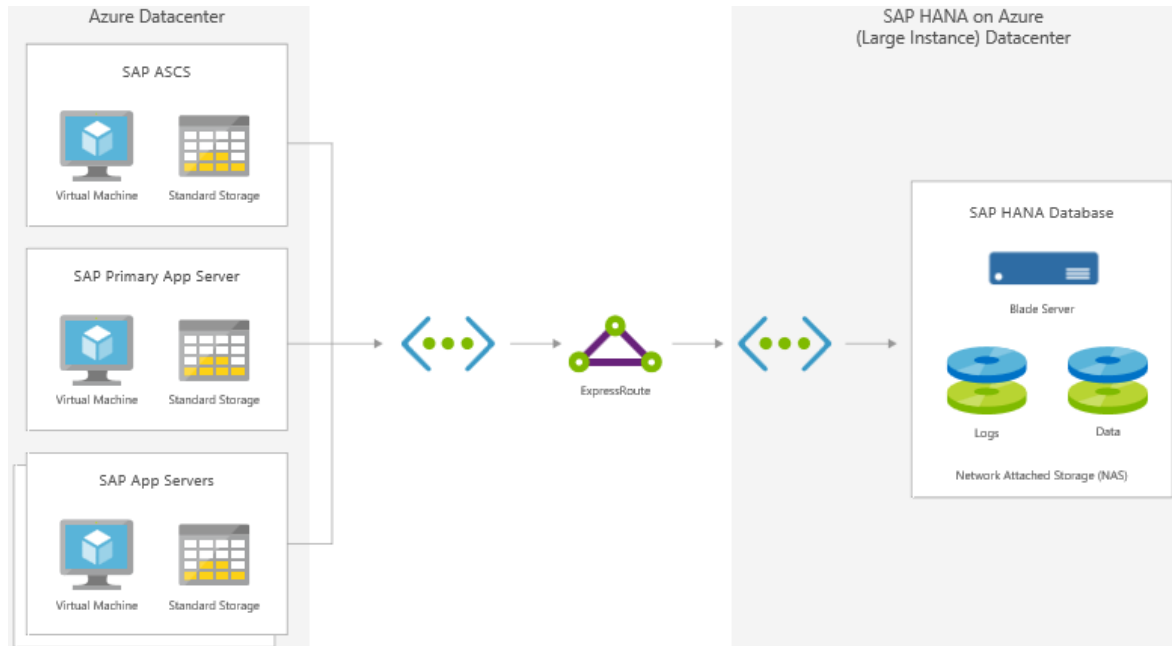 Azure Datacenter
SAP ASCS
Virtual Machine
Standard Storage
SAP Primary App Server
Virtual Machine
Standard Storage
SAP App Servers
Virtual Machine
Standard Storage
ExpressRoute
SAP HANA on Azure
(Large Instance) Datacenter
SAP HANA Database
Blade Server
Logs
Data
Network Attached Storage (NAS)